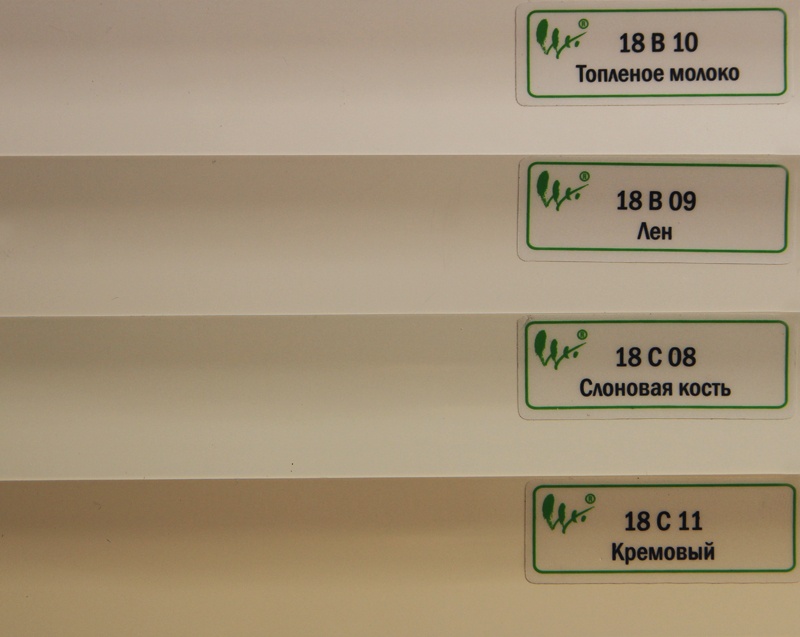 18 В 10
Топленое молоко
18 В 09
Лен
18 С 08
Слоновая кость
18 С 11
Кремовый